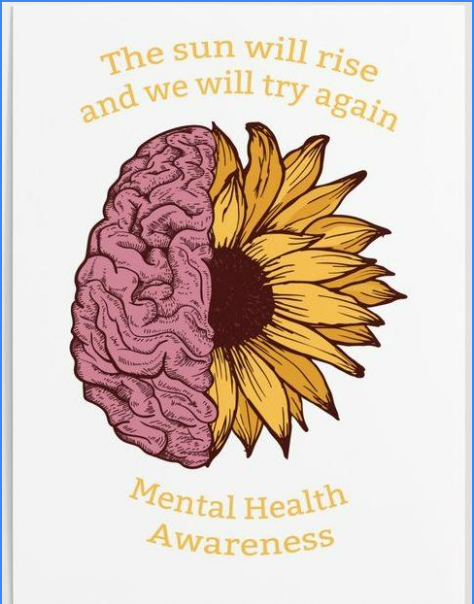 The sun will rise
and we will try again
Mental Health
Awareness